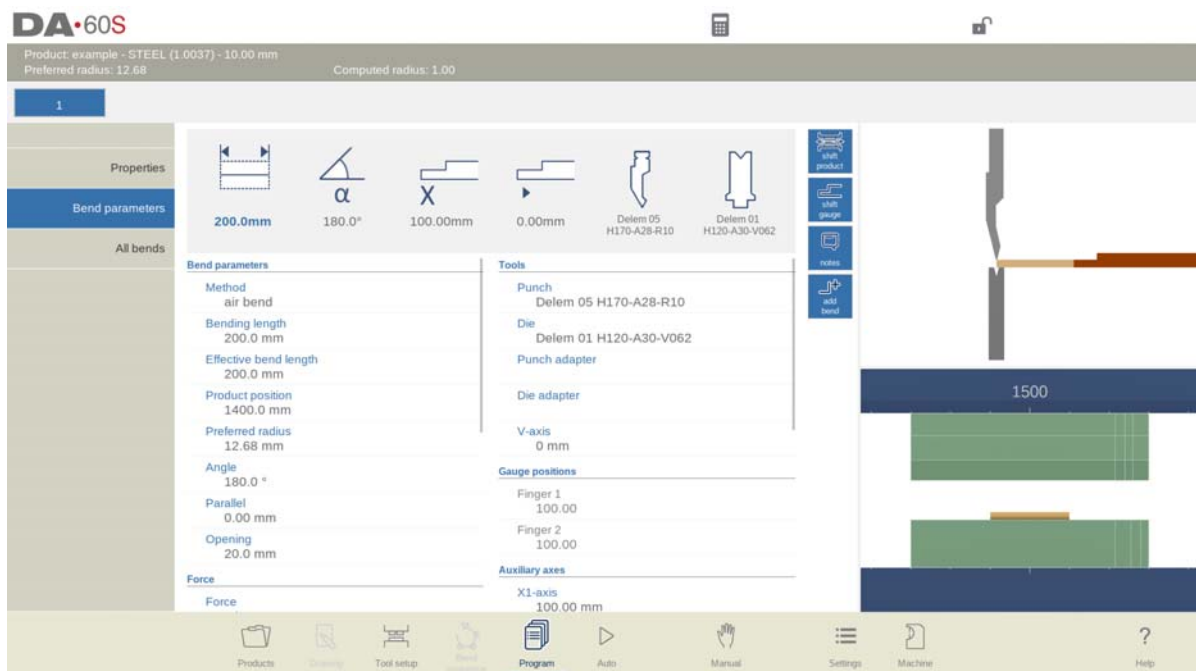 DA•60S
Product: example - STEEL (1.0037) - 10.00 mm
Preferred radius: 12.68 Computed radius: 1.00
1
Properties
Bend parameters
All bends
α
X
200.0mm 180.0° 100.00mm 0.00mm Delem 05 H170-A28-R10 Delem 01 H120-A30-V062
shift product
shift gauge
notes
add bend
Bend parameters
Method
air bend
Bending length
200.0 mm
Effective bend length
200.0 mm
Product position
1400.0 mm
Preferred radius
12.68 mm
Angle
180.0 °
Parallel
0.00 mm
Opening
20.0 mm
Force
Force
Tools
Punch
Delem 05 H170-A28-R10
Die
Delem 01 H120-A30-V062
Punch adapter
Die adapter
V-axis
0 mm
Gauge positions
Finger 1
100.00
Finger 2
100.00
Auxiliary axes
X1-axis
100.00 mm
1500
Products Drawing Tool setup Bend Program Auto Manual Settings Machine Help
?